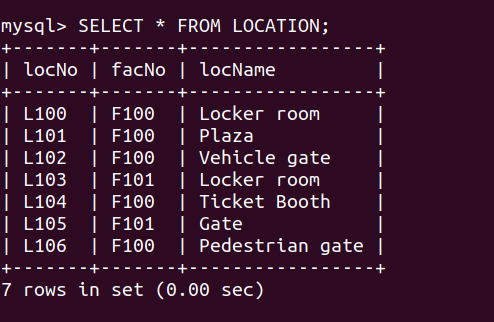 mysql> SELECT * FROM LOCATION;
+-------+-------+-----------------+
| locNo | facNo | locName         |
+-------+-------+-----------------+
| L100  | F100  | Locker room     |
| L101  | F100  | Plaza           |
| L102  | F100  | Vehicle gate    |
| L103  | F101  | Locker room     |
| L104  | F100  | Ticket Booth    |
| L105  | F101  | Gate            |
| L106  | F100  | Pedestrian gate |
+-------+-------+-----------------+
7 rows in set (0.00 sec)